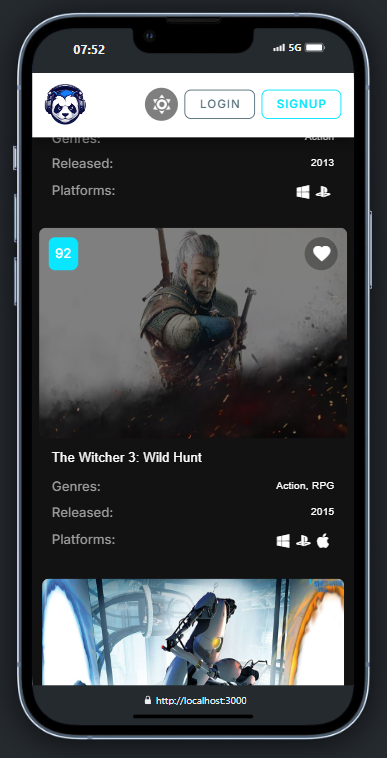 07:52
5G
LOGIN
SIGNUP
Genres: Action
Released: 2013
Platforms:
92
The Witcher 3: Wild Hunt
Genres: Action, RPG
Released: 2015
Platforms:
http://localhost:3000